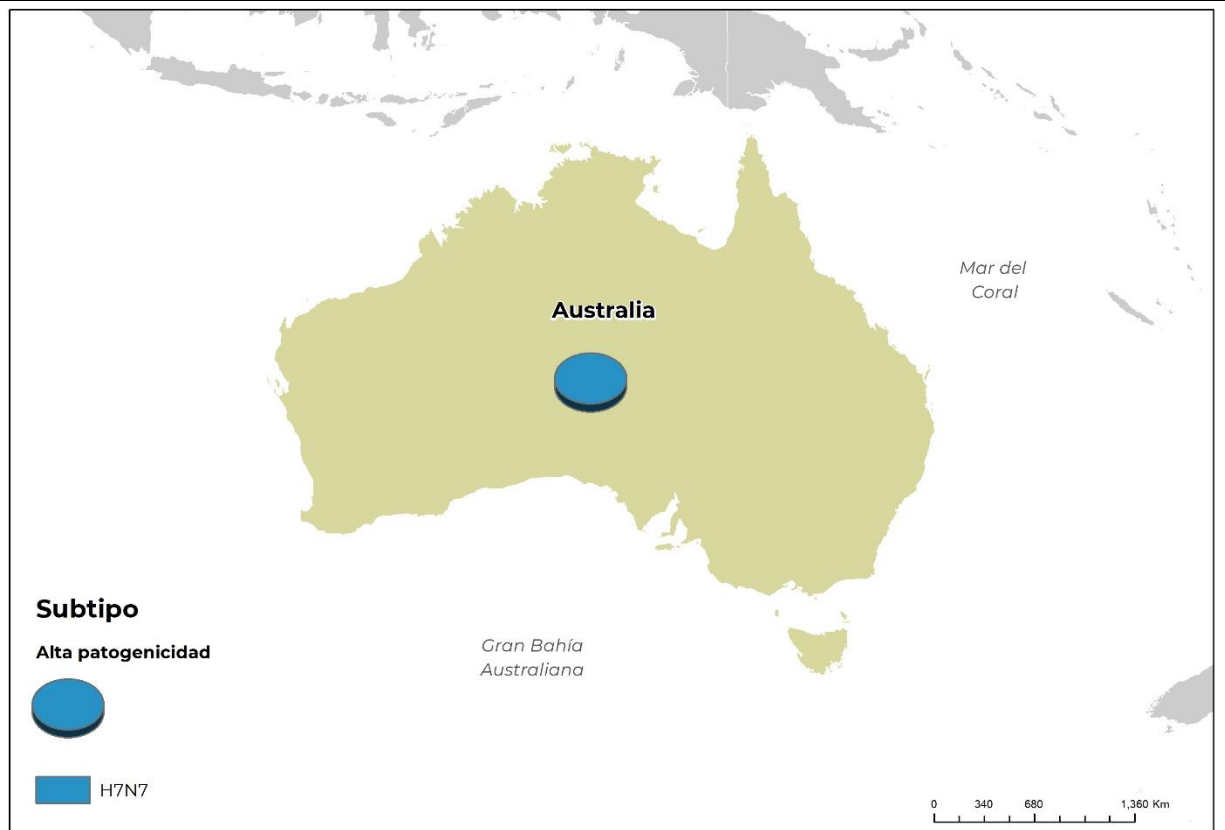 Mar del
Coral
Australia
Subtipo
Alta patogenicidad
Gran Bahía
Australiana
H7N7
0 340 680 1,360 Km